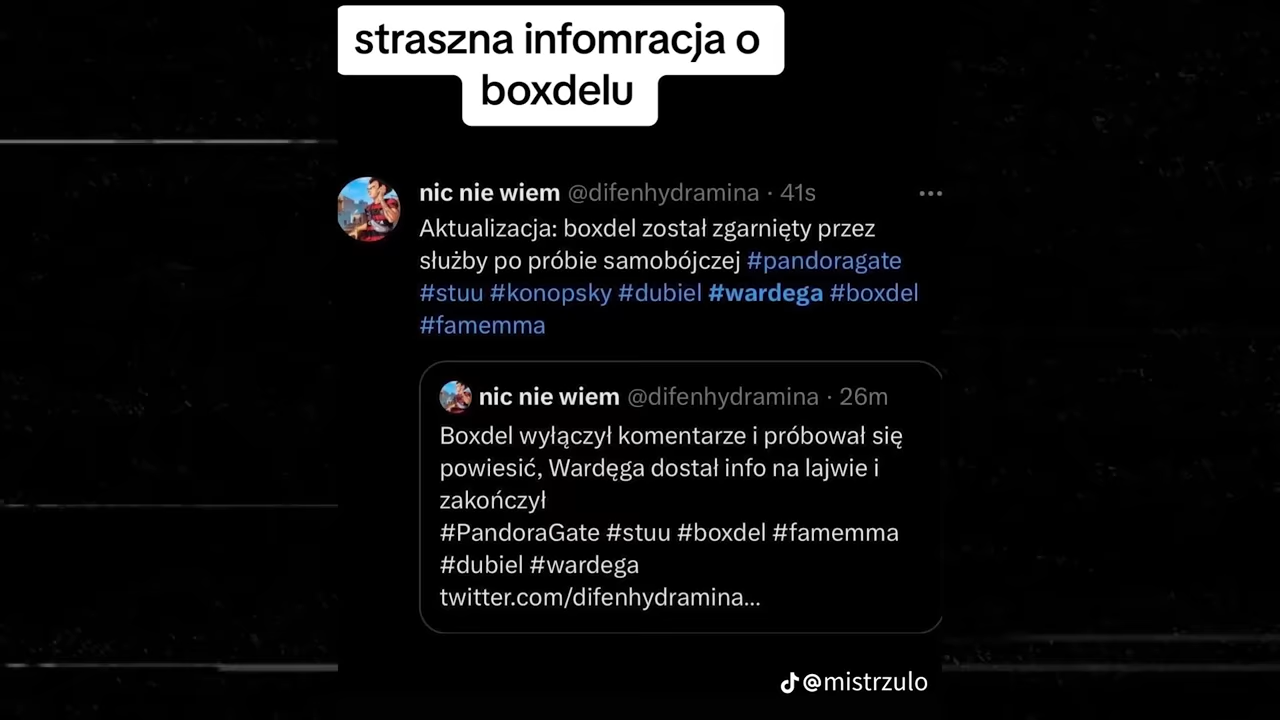 straszna infomracja o
boxdelu
nic nie wiem @difenhydramina · 41s
Aktualizacja: boxdel został zgarnięty przez
służby po próbie samobójczej #pandoragate
#stuu #konopsky #dubiel #wardega #boxdel
#famemma
nic nie wiem @difenhydramina · 26m
Boxdel wyłączył komentarze i próbował się
powiesić, Wardęga dostał info na lajwie i
zakończył
#PandoraGate #stuu #boxdel #famemma
#dubiel #wardega
twitter.com/difenhydramina...
@mistrzulo